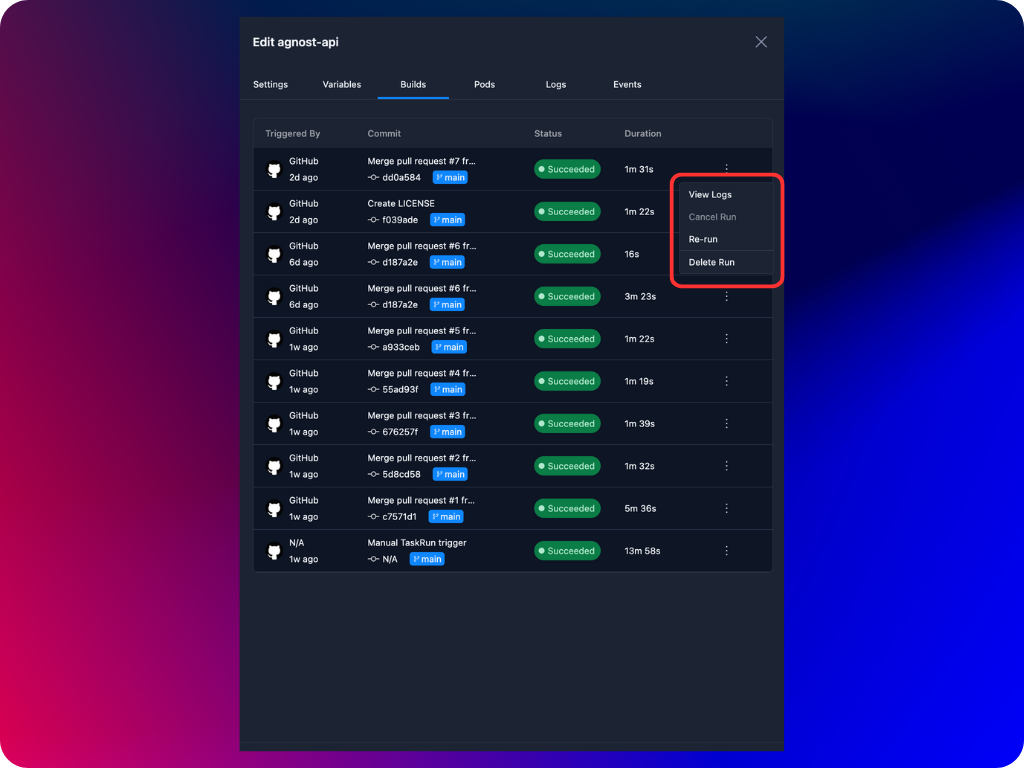 Edit agnost-api
Settings Variables Builds Pods Logs Events
Triggered By Commit Status Duration
GitHub Merge pull request #7 fr...
2d ago dd0a584 main Succeeded 1m 31s
GitHub Create LICENSE
2d ago f039ade main Succeeded 1m 22s
GitHub Merge pull request #6 fr...
6d ago d187a2e main Succeeded 16s
GitHub Merge pull request #6 fr...
6d ago d187a2e main Succeeded 3m 23s
GitHub Merge pull request #5 fr...
1w ago a933ceb main Succeeded 1m 22s
GitHub Merge pull request #4 fr...
1w ago 55ad93f main Succeeded 1m 19s
GitHub Merge pull request #3 fr...
1w ago 676257f main Succeeded 1m 39s
GitHub Merge pull request #2 fr...
1w ago 5d8cd58 main Succeeded 1m 32s
GitHub Merge pull request #1 fr...
1w ago c7571d1 main Succeeded 5m 36s
N/A Manual TaskRun trigger
1w ago N/A main Succeeded 13m 58s
View Logs
Cancel Run
Re-run
Delete Run